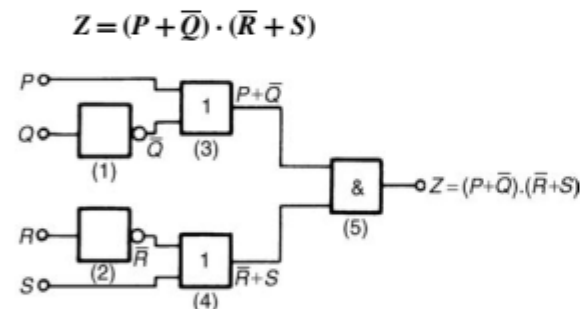 Z = (P + Q̅) · (R̅ + S)
P
1
P+Q̅
Q
Q̅
(1)
(3)
&
Z = (P+Q̅).(R̅+S)
(5)
R
R̅
(2)
1
R̅+S
S
(4)